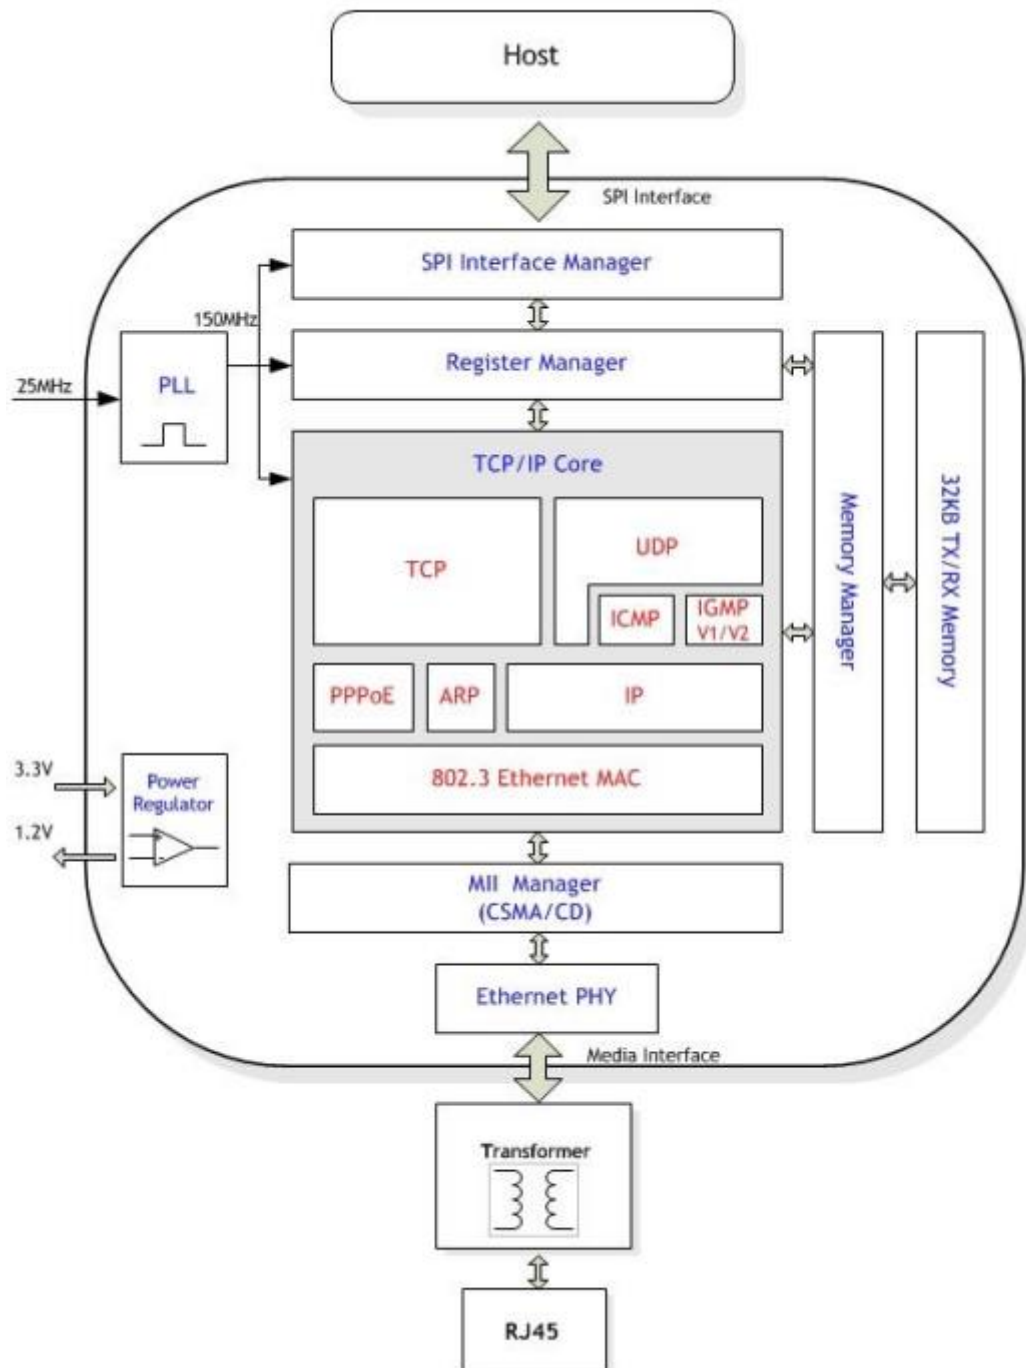 Host
SPI Interface
SPI Interface Manager
150MHz
Register Manager
25MHz
PLL
TCP/IP Core
TCP
UDP
ICMP
IGMP
V1/V2
PPPoE
ARP
IP
802.3 Ethernet MAC
Memory Manager
32KB TX/RX Memory
3.3V
1.2V
Power
Regulator
MII Manager
(CSMA/CD)
Ethernet PHY
Media Interface
Transformer
RJ45